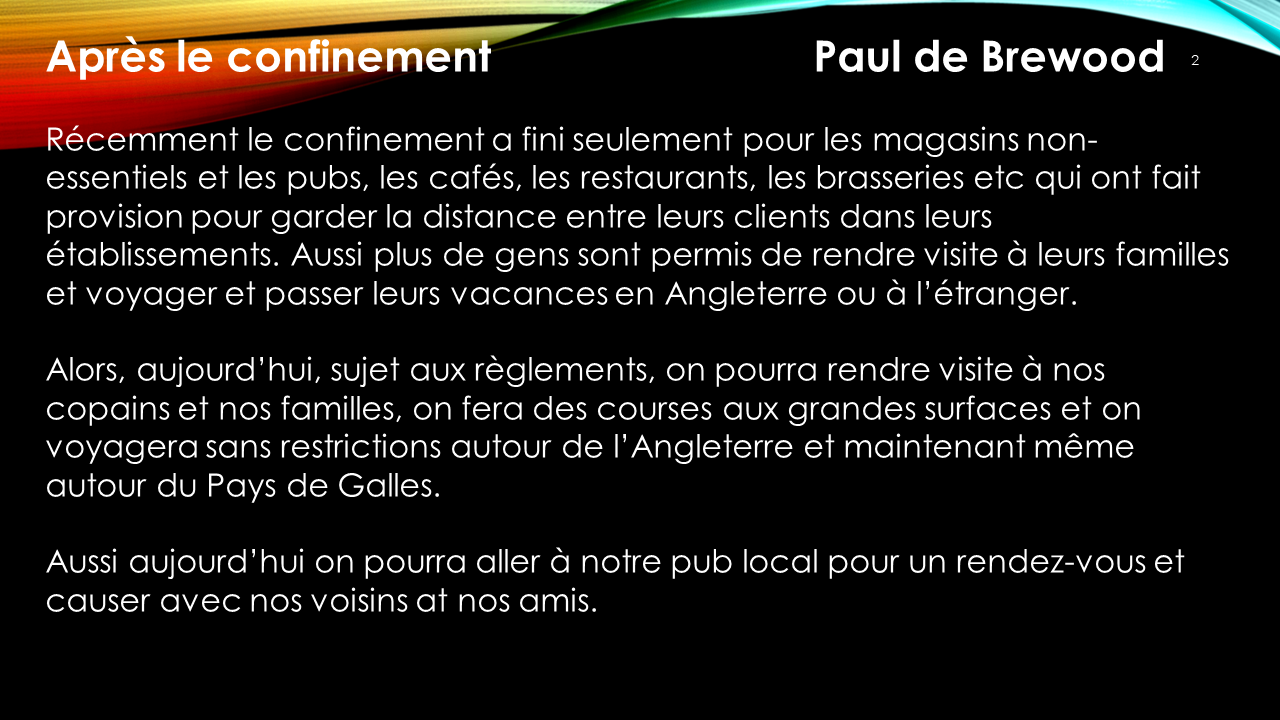 Après le confinement Paul de Brewood 2
Récemment le confinement a fini seulement pour les magasins non-
essentiels et les pubs, les cafés, les restaurants, les brasseries etc qui ont fait
provision pour garder la distance entre leurs clients dans leurs
établissements. Aussi plus de gens sont permis de rendre visite à leurs familles
et voyager et passer leurs vacances en Angleterre ou à l’étranger.
Alors, aujourd’hui, sujet aux règlements, on pourra rendre visite à nos
copains et nos familles, on fera des courses aux grandes surfaces et on
voyagera sans restrictions autour de l’Angleterre et maintenant même
autour du Pays de Galles.
Aussi aujourd’hui on pourra aller à notre pub local pour un rendez-vous et
causer avec nos voisins at nos amis.